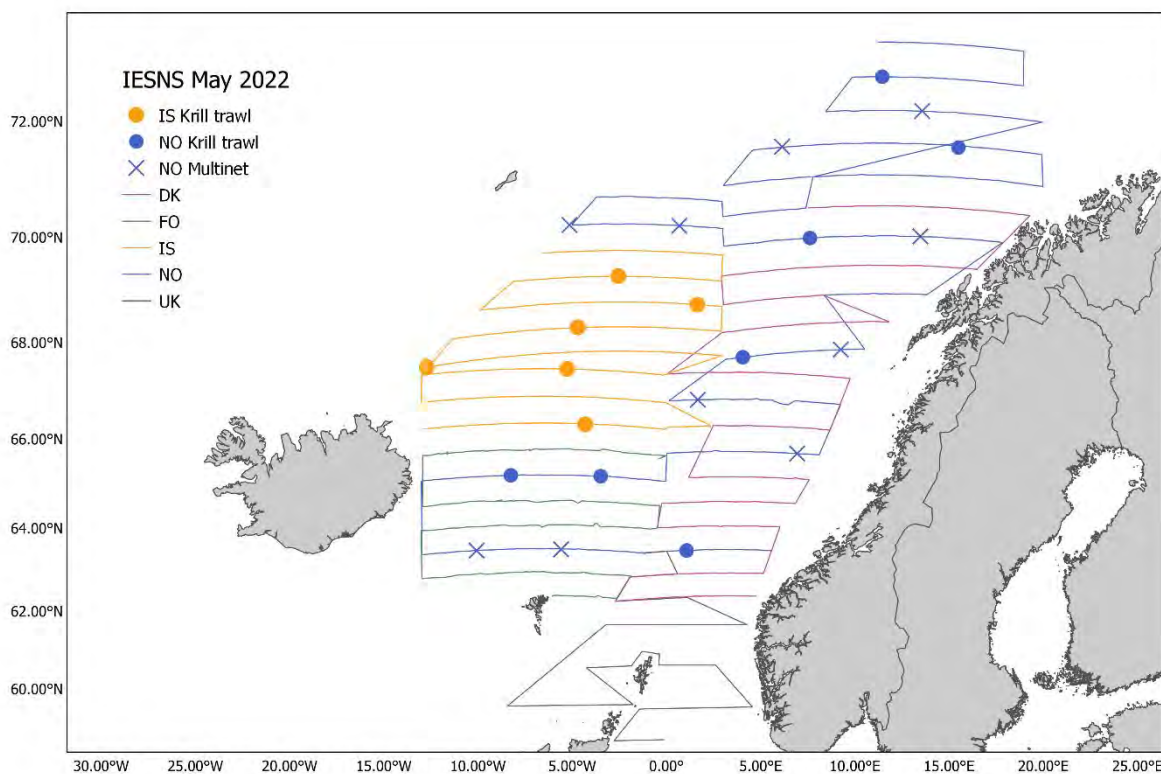 IESNS May 2022
IS Krill trawl
NO Krill trawl
NO Multinet
DK
FO
IS
NO
UK
72.00°N
70.00°N
68.00°N
66.00°N
64.00°N
62.00°N
60.00°N
30.00°W 25.00°W 20.00°W 15.00°W 10.00°W 5.00°W 0.00°E 5.00°E 10.00°E 15.00°E 20.00°E 25.00°E